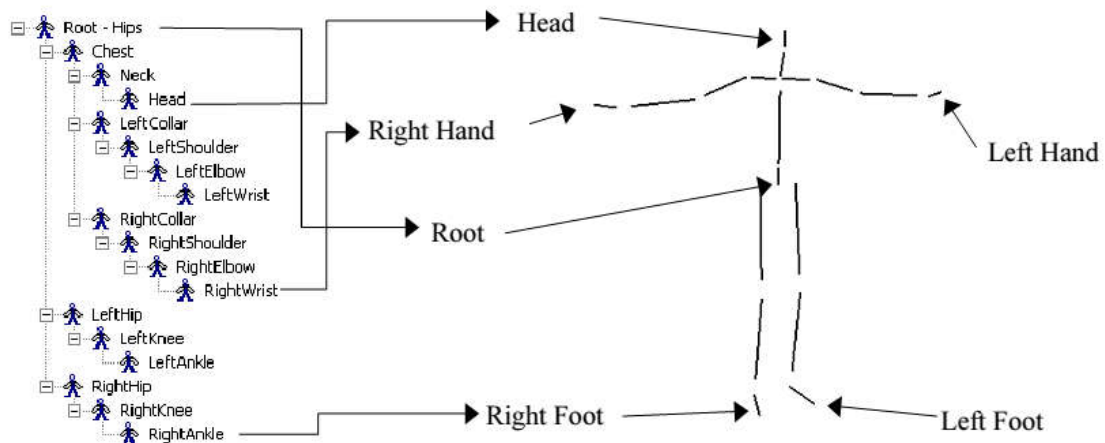 Root - Hips
Chest
Neck
Head
LeftCollar
LeftShoulder
LeftElbow
LeftWrist
RightCollar
RightShoulder
RightElbow
RightWrist
LeftHip
LeftKnee
LeftAnkle
RightHip
RightKnee
RightAnkle
Head
Right Hand
Left Hand
Root
Right Foot
Left Foot